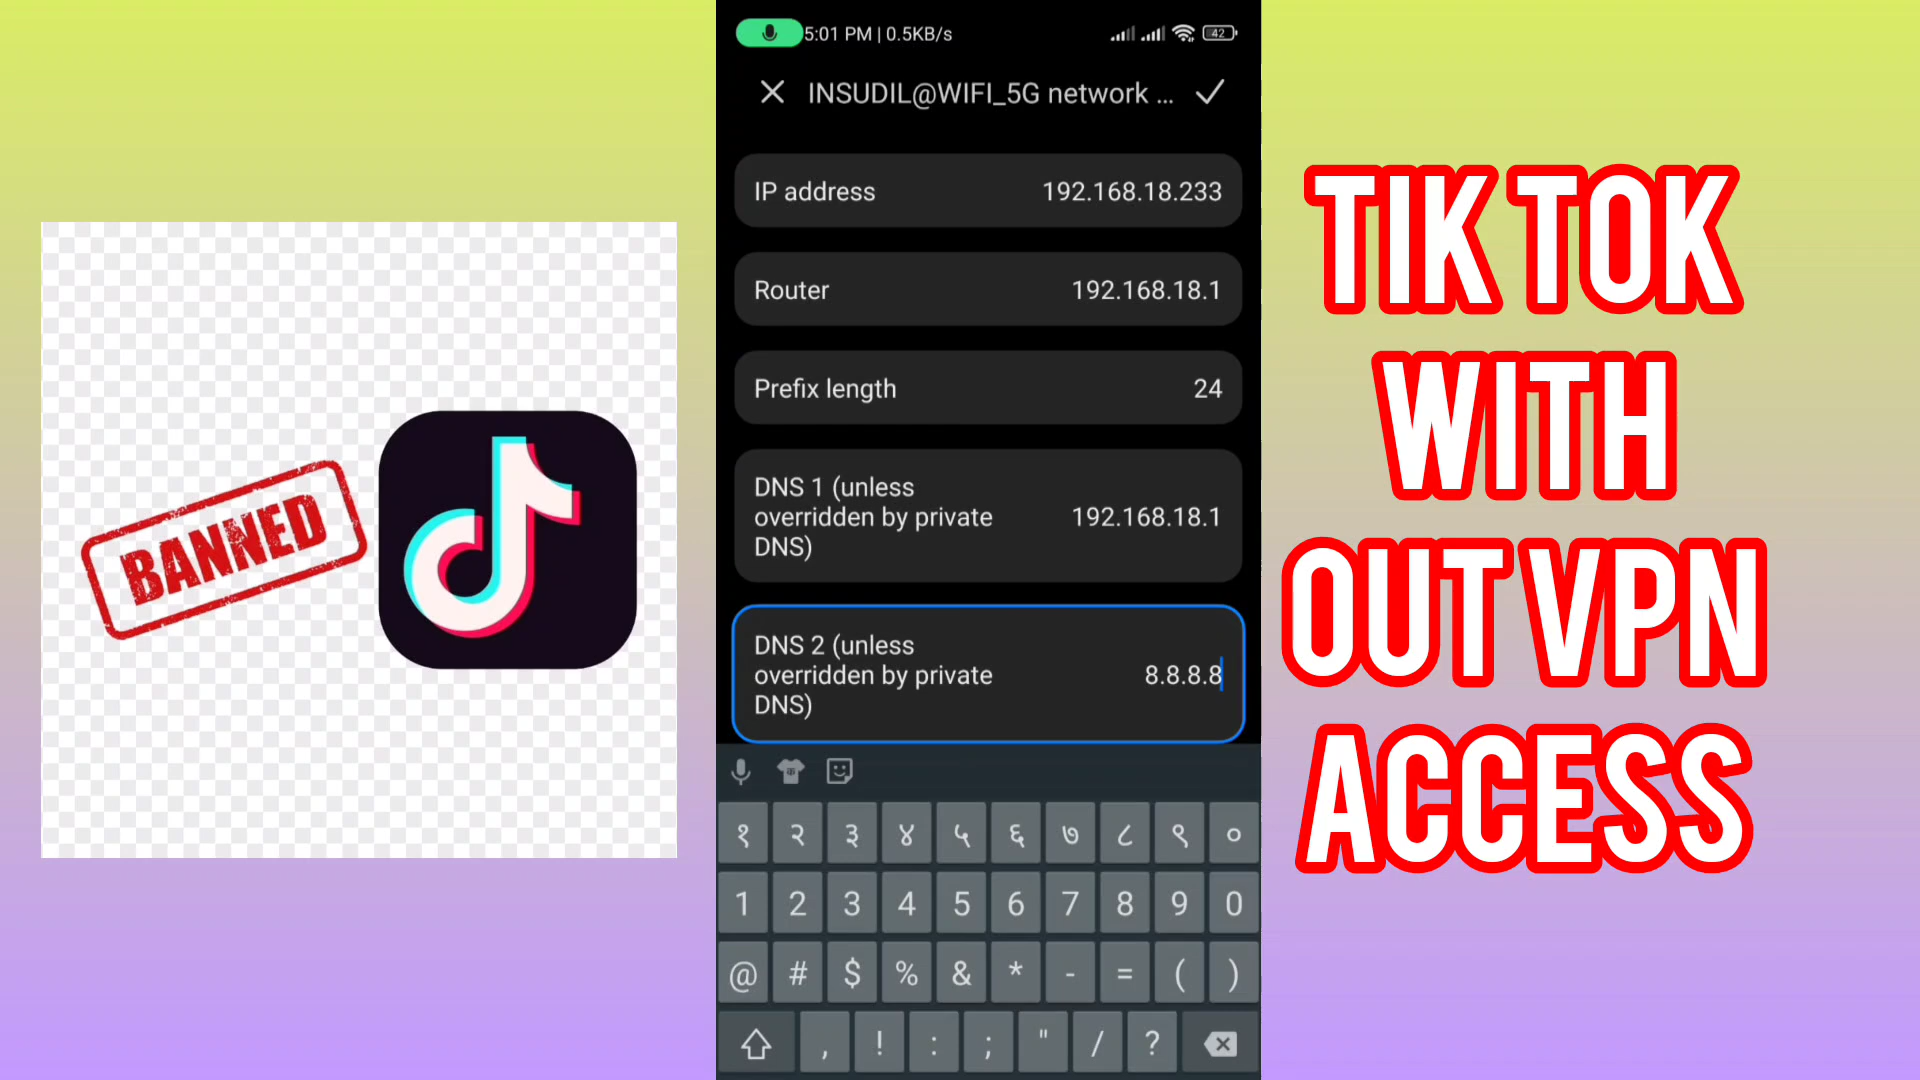 BANNED
5:01 PM | 0.5KB/s
42
INSUDIL@WIFI_5G network ...
IP address 192.168.18.233
Router 192.168.18.1
Prefix length 24
DNS 1 (unless
overridden by private 192.168.18.1
DNS)
DNS 2 (unless
overridden by private 8.8.8.8
DNS)
१ २ ३ ४ ५ ६ ७ ८ ९ ०
1 2 3 4 5 6 7 8 9 0
@ # $ % & * - = ( )
, ! : ; " / ?
TIK TOK
WITH
OUT VPN
ACCESS